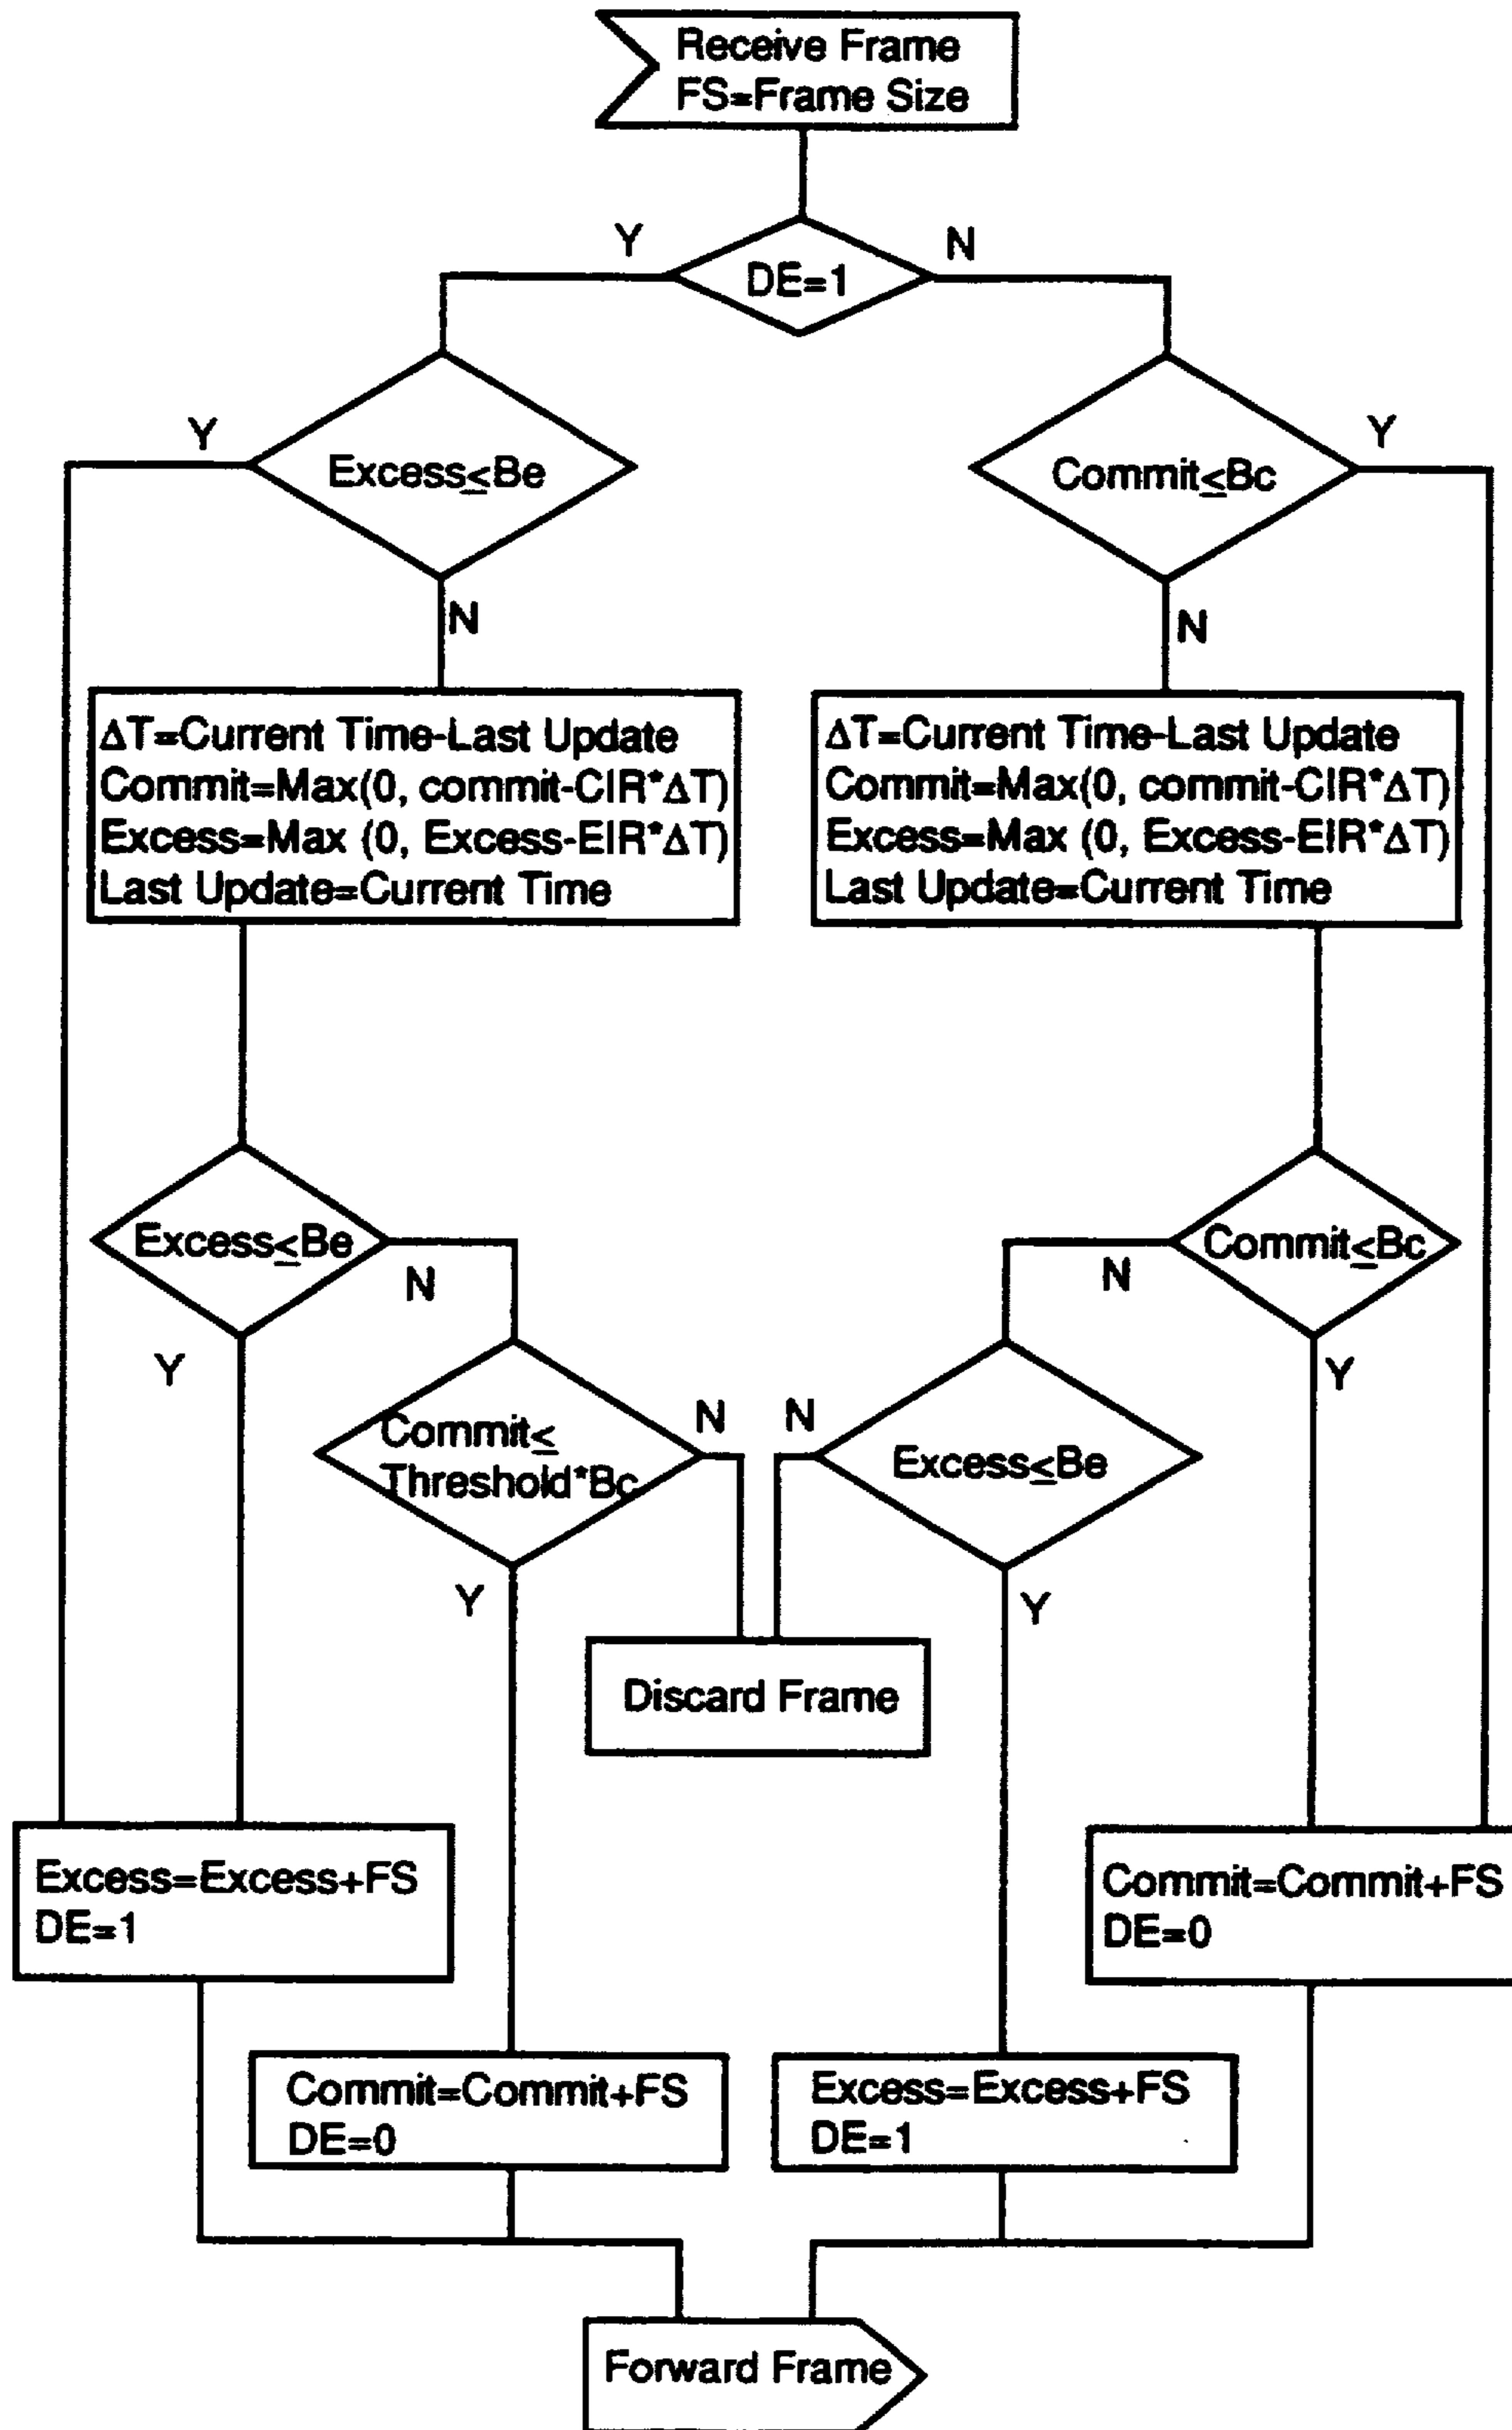 Receive Frame
FS=Frame Size
Y
N
DE=1
Y
Excess≤Be
Commit≤Bc
Y
N
N
ΔT=Current Time-Last Update
Commit=Max(0, commit-CIR*ΔT)
Excess=Max (0, Excess-EIR*ΔT)
Last Update=Current Time
ΔT=Current Time-Last Update
Commit=Max(0, commit-CIR*ΔT)
Excess=Max (0, Excess-EIR*ΔT)
Last Update=Current Time
Excess≤Be
N
Y
Commit≤Bc
N
Y
Commit≤
Threshold*Bc
N
Y
N
Excess≤Be
Y
Discard Frame
Excess=Excess+FS
DE=1
Commit=Commit+FS
DE=0
Commit=Commit+FS
DE=0
Excess=Excess+FS
DE=1
Forward Frame